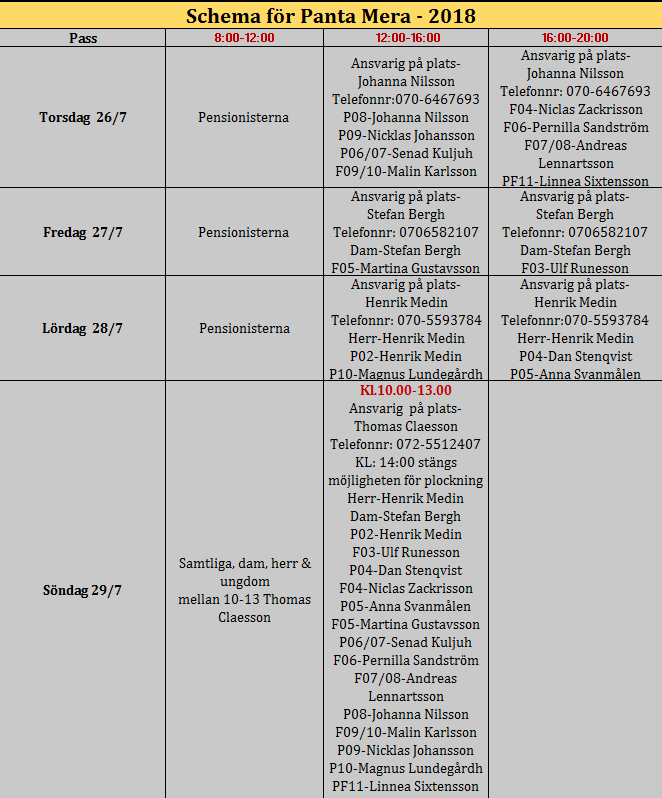 Schema för Panta Mera - 2018
Pass
8:00-12:00
12:00-16:00
16:00-20:00
Torsdag 26/7
Pensionisterna
Ansvarig på plats-
Johanna Nilsson
Telefonnr:070-6467693
P08-Johanna Nilsson
P09-Nicklas Johansson
P06/07-Senad Kuljuh
F09/10-Malin Karlsson
Ansvarig på plats-
Johanna Nilsson
Telefonnr: 070-6467693
F04-Niclas Zackrisson
F06-Pernilla Sandström
F07/08-Andreas
Lennartsson
PF11-Linnea Sixtensson
Fredag 27/7
Pensionisterna
Ansvarig på plats-
Stefan Bergh
Telefonnr: 0706582107
Dam-Stefan Bergh
F05-Martina Gustavsson
Ansvarig på plats-
Stefan Bergh
Telefonnr: 0706582107
Dam-Stefan Bergh
F03-Ulf Runesson
Lördag 28/7
Pensionisterna
Ansvarig på plats-
Henrik Medin
Telefonnr: 070-5593784
Herr-Henrik Medin
P02-Henrik Medin
P10-Magnus Lundegårdh
Ansvarig på plats-
Henrik Medin
Telefonnr:070-5593784
Herr-Henrik Medin
P04-Dan Stenqvist
P05-Anna Svanmålen
Söndag 29/7
Samtliga, dam, herr &
ungdom
mellan 10-13 Thomas
Claesson
Kl.10.00-13.00
Ansvarig på plats-
Thomas Claesson
Telefonnr: 072-5512407
KL: 14:00 stängs
möjligheten för plockning
Herr-Henrik Medin
Dam-Stefan Bergh
P02-Henrik Medin
F03-Ulf Runesson
P04-Dan Stenqvist
F04-Niclas Zackrisson
P05-Anna Svanmålen
F05-Martina Gustavsson
P06/07-Senad Kuljuh
F06-Pernilla Sandström
F07/08-Andreas
Lennartsson
P08-Johanna Nilsson
F09/10-Malin Karlsson
P09-Nicklas Johansson
P10-Magnus Lundegårdh
PF11-Linnea Sixtensson